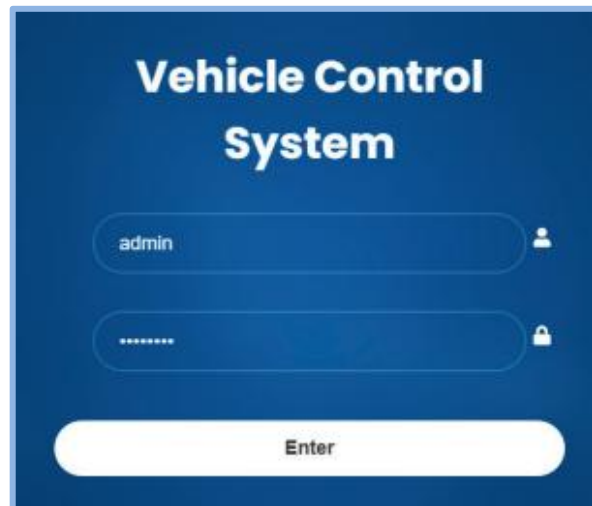 Vehicle Control
System
admin
••••••••
Enter